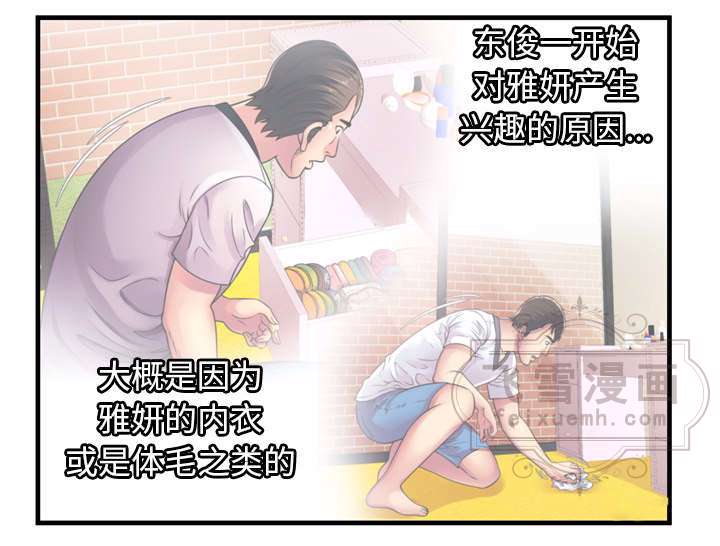 东俊一开始
对雅妍产生
兴趣的原因...
飞雪漫画
feixuemh.com
大概是因为
雅妍的内衣
或是体毛之类的